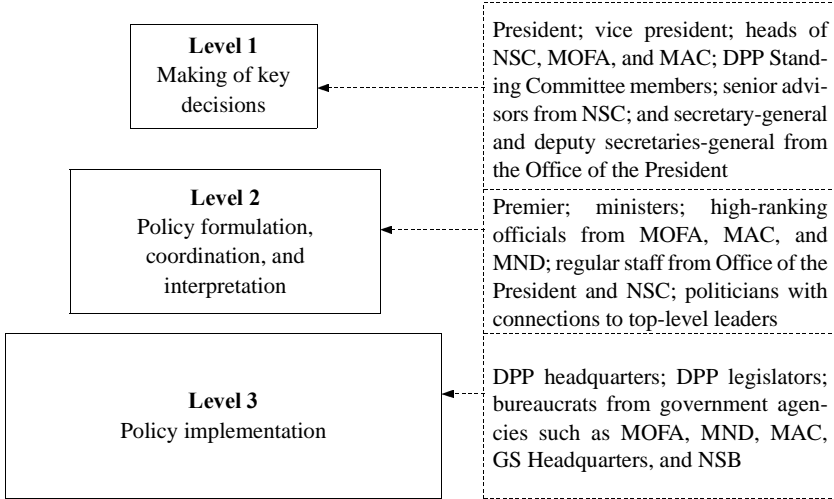 Level 1
Making of key
decisions
President; vice president; heads of
NSC, MOFA, and MAC; DPP Stand-
ing Committee members; senior advi-
sors from NSC; and secretary-general
and deputy secretaries-general from
the Office of the President
Level 2
Policy formulation,
coordination, and
interpretation
Premier; ministers; high-ranking
officials from MOFA, MAC, and
MND; regular staff from Office of the
President and NSC; politicians with
connections to top-level leaders
Level 3
Policy implementation
DPP headquarters; DPP legislators;
bureaucrats from government agen-
cies such as MOFA, MND, MAC,
GS Headquarters, and NSB